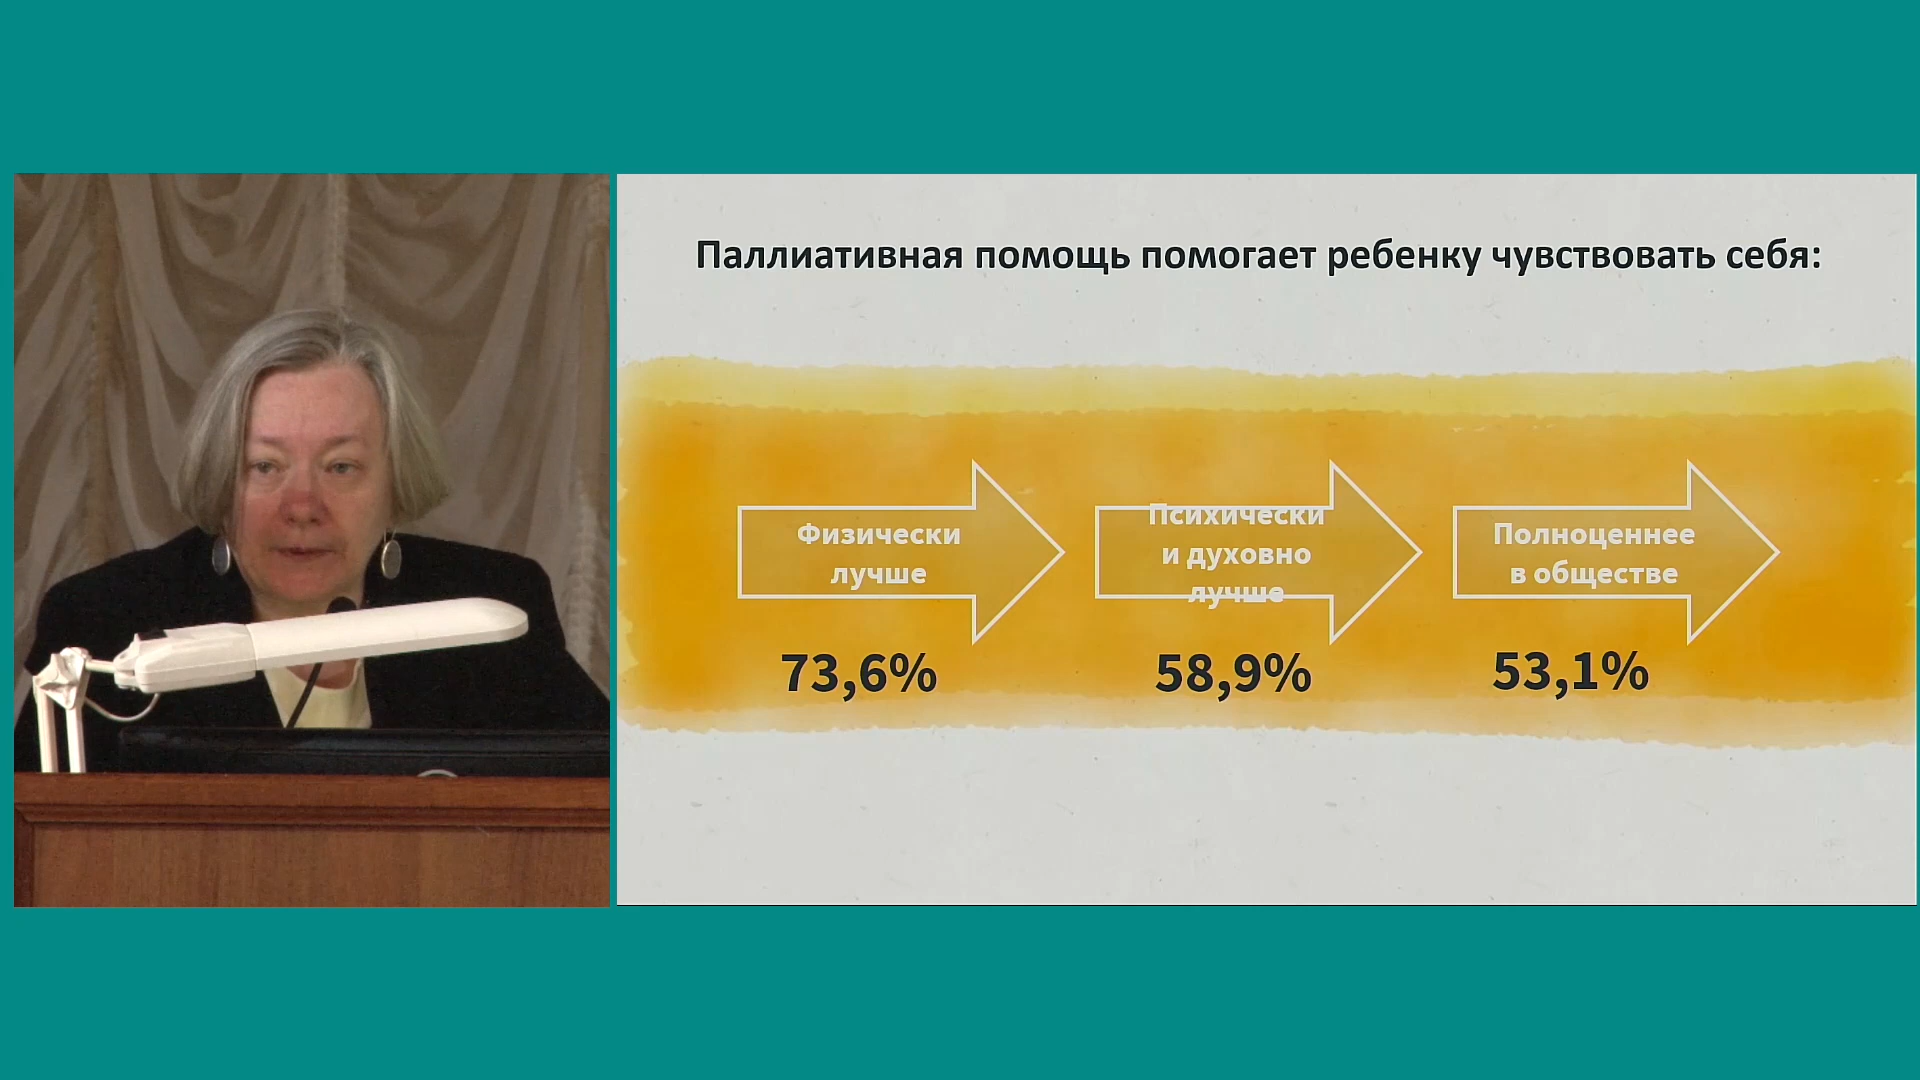 Паллиативная помощь помогает ребенку чувствовать себя:
Физически
лучше
73,6%
Психически
и духовно
лучше
58,9%
Полноценнее
в обществе
53,1%